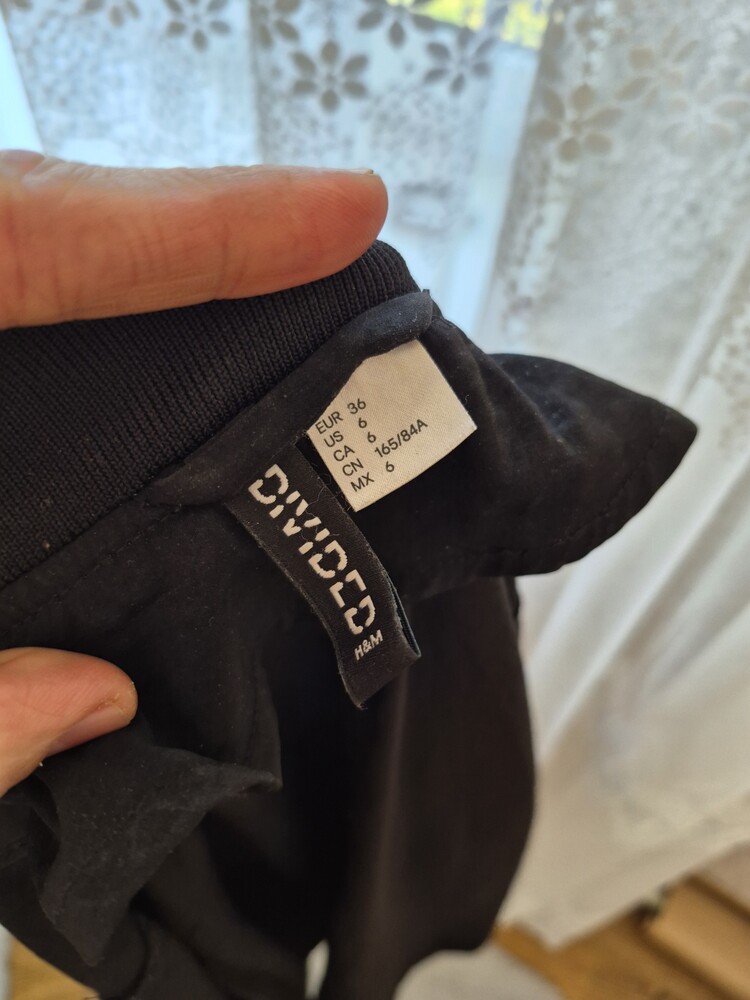 EUR 36
US 6
CA 6
CN 165/84A
MX 6
DIVIDED
H&M